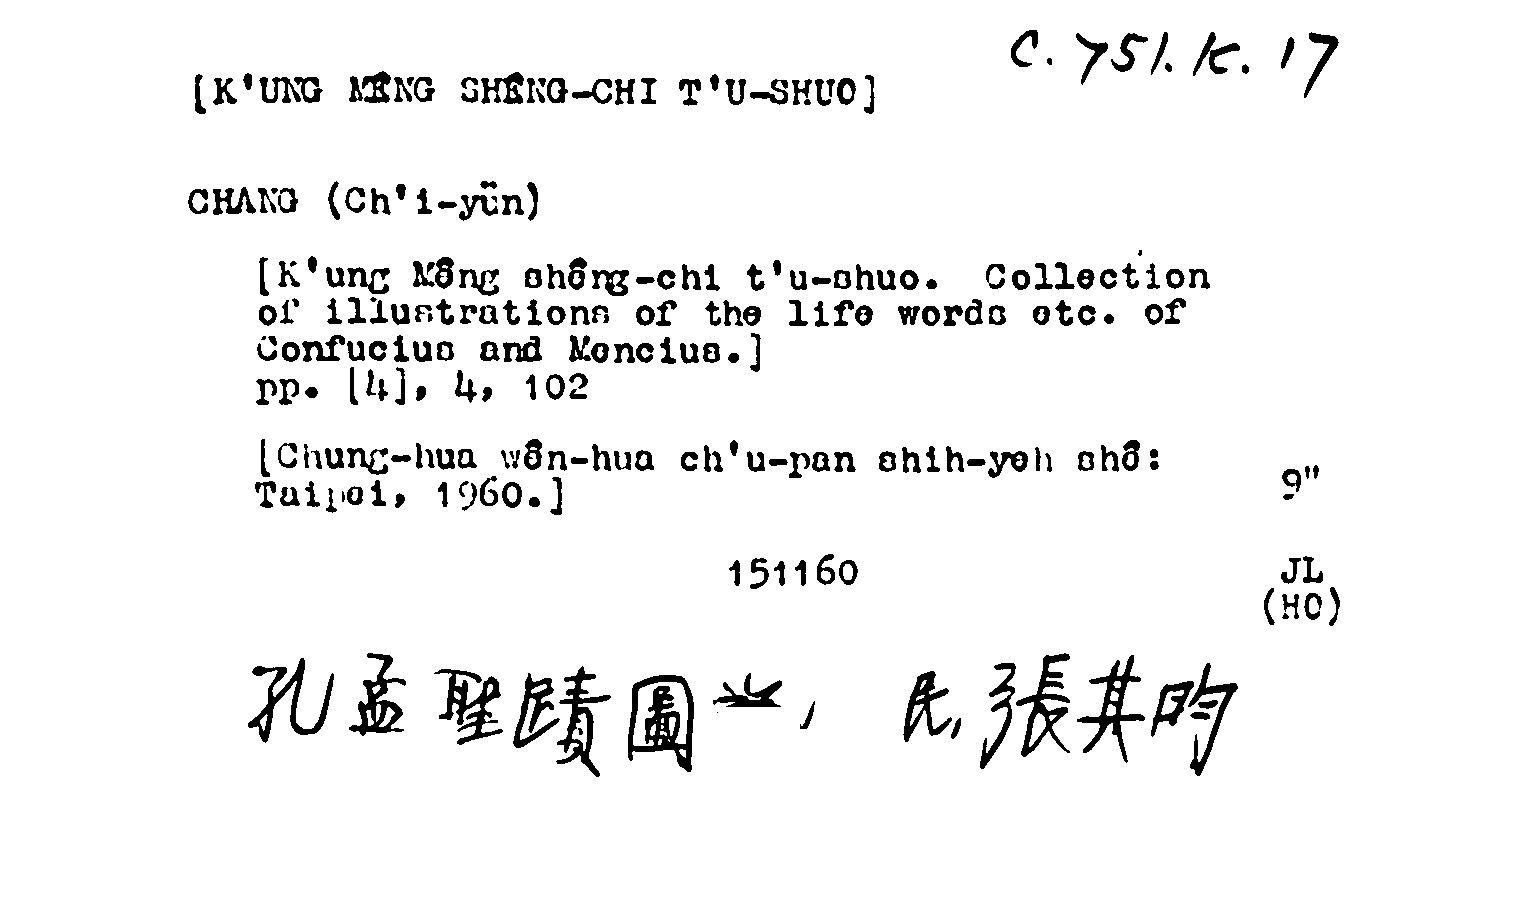 C. 751. K. 17
[K'UNG MÊNG SHÊNG-CHI T'U-SHUO]
CHANG (Ch'i-yün)
[K'ung Mêng shêng-chi t'u-shuo. Collection
of illustrations of the life words etc. of
Confucius and Mencius.]
pp. [4], 4, 102
[Chung-hua wên-hua ch'u-pan shih-yeh shê:
Taipei, 1960.]
9"
151160
JL
(HO)
孔孟聖蹟圖, 民, 張其昀